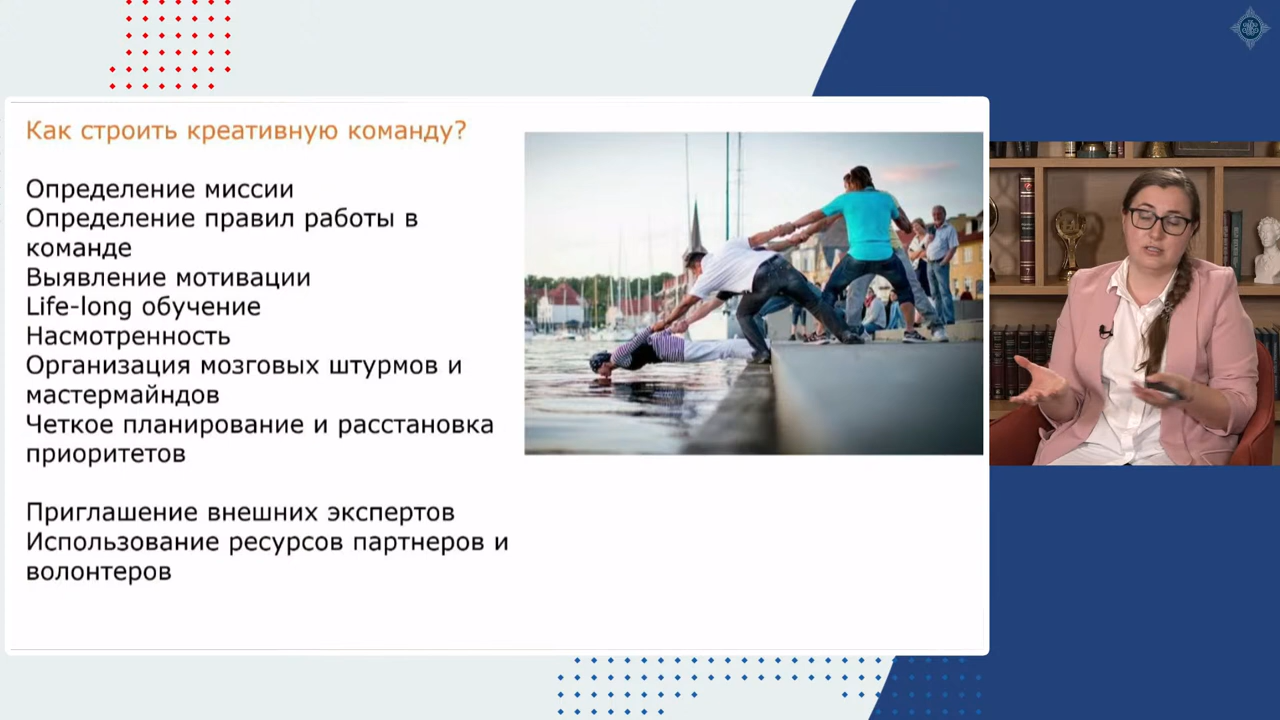 Как строить креативную команду?
Определение миссии
Определение правил работы в
команде
Выявление мотивации
Life-long обучение
Насмотренность
Организация мозговых штурмов и
мастермайндов
Четкое планирование и расстановка
приоритетов
Приглашение внешних экспертов
Использование ресурсов партнеров и
волонтеров